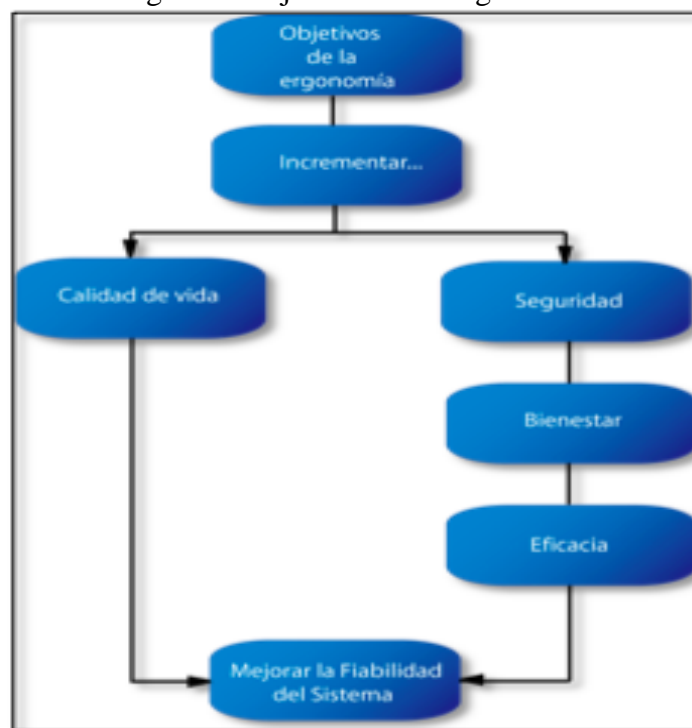 Objetivos
de la
ergonomía
Incrementar...
Calidad de vida
Seguridad
Bienestar
Eficacia
Mejorar la Fiabilidad
del Sistema